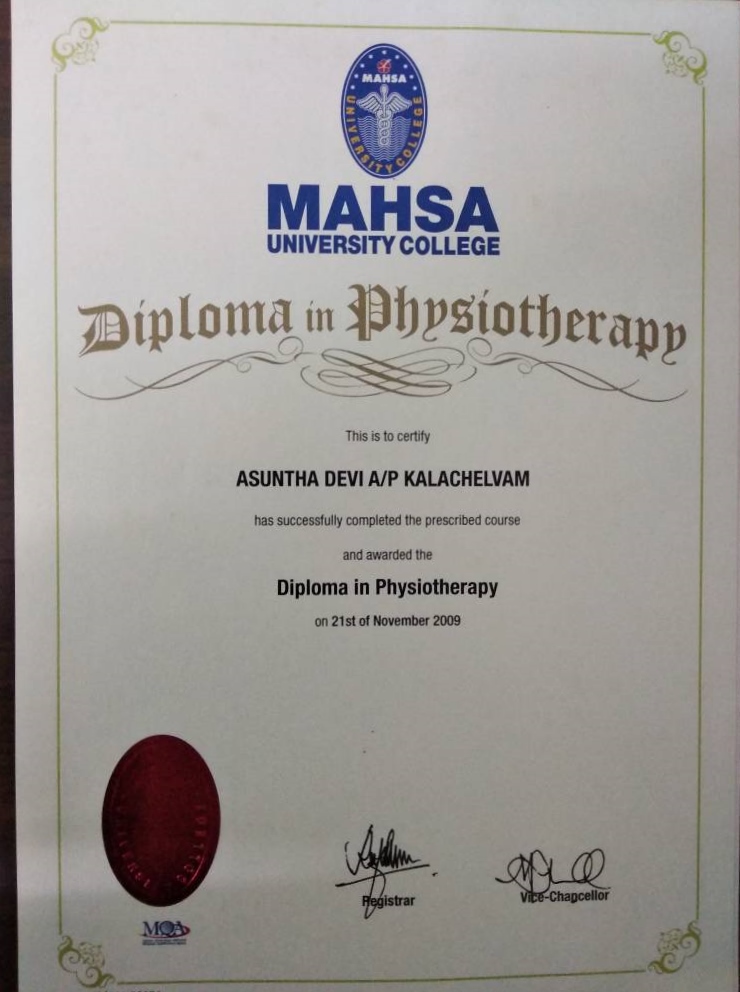 MAHSA
UNIVERSITY COLLEGE
MAHSA
UNIVERSITY COLLEGE
Diploma in Physiotherapy
This is to certify
ASUNTHA DEVI A/P KALACHELVAM
has successfully completed the prescribed course
and awarded the
Diploma in Physiotherapy
on 21st of November 2009
Registrar
Vice-Chancellor
MQA